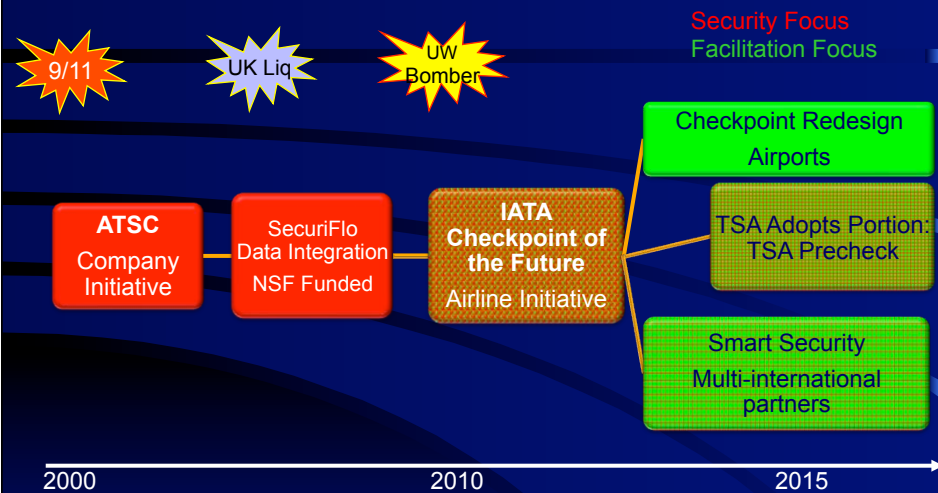 Security Focus
Facilitation Focus
9/11
UK Liq
UW
Bomber
Checkpoint Redesign
Airports
ATSC
Company
Initiative
SecuriFlo
Data Integration
NSF Funded
IATA
Checkpoint of
the Future
Airline Initiative
TSA Adopts Portion:
TSA Precheck
Smart Security
Multi-international
partners
2000
2010
2015